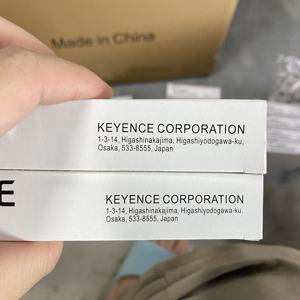 Made in China
KEYENCE CORPORATION
1-3-14, Higashinakajima, Higashiyodogawa-ku,
Osaka, 533-8555, Japan
E
KEYENCE CORPORATION
1-3-14, Higashinakajima, Higashiyodogawa-ku,
Osaka, 533-8555, Japan